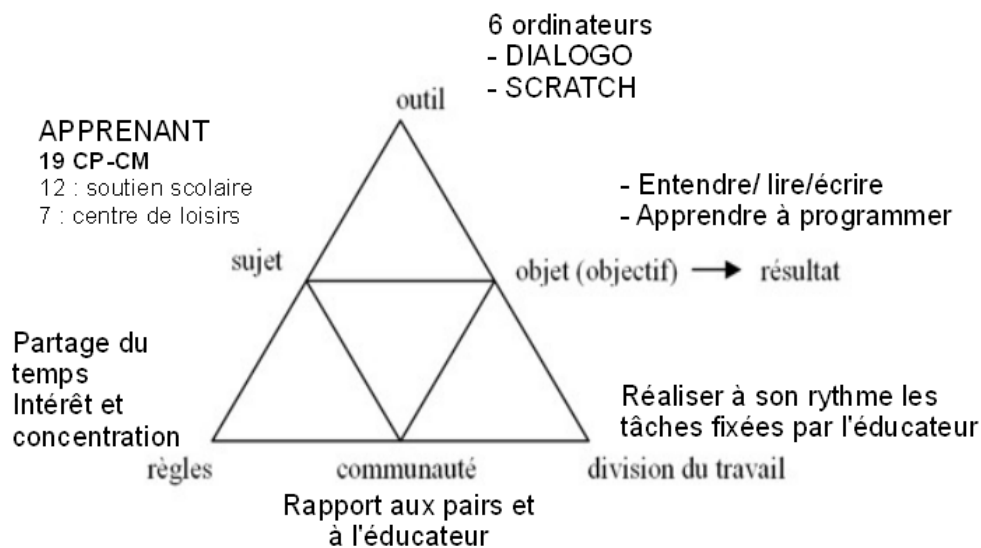 6 ordinateurs
- DIALOGO
- SCRATCH
outil
APPRENANT
19 CP-CM
12 : soutien scolaire
7 : centre de loisirs
- Entendre/ lire/écrire
- Apprendre à programmer
sujet
objet (objectif)
résultat
Partage du
temps
Intérêt et
concentration
Réaliser à son rythme les
tâches fixées par l'éducateur
règles
communauté
division du travail
Rapport aux pairs et
à l'éducateur